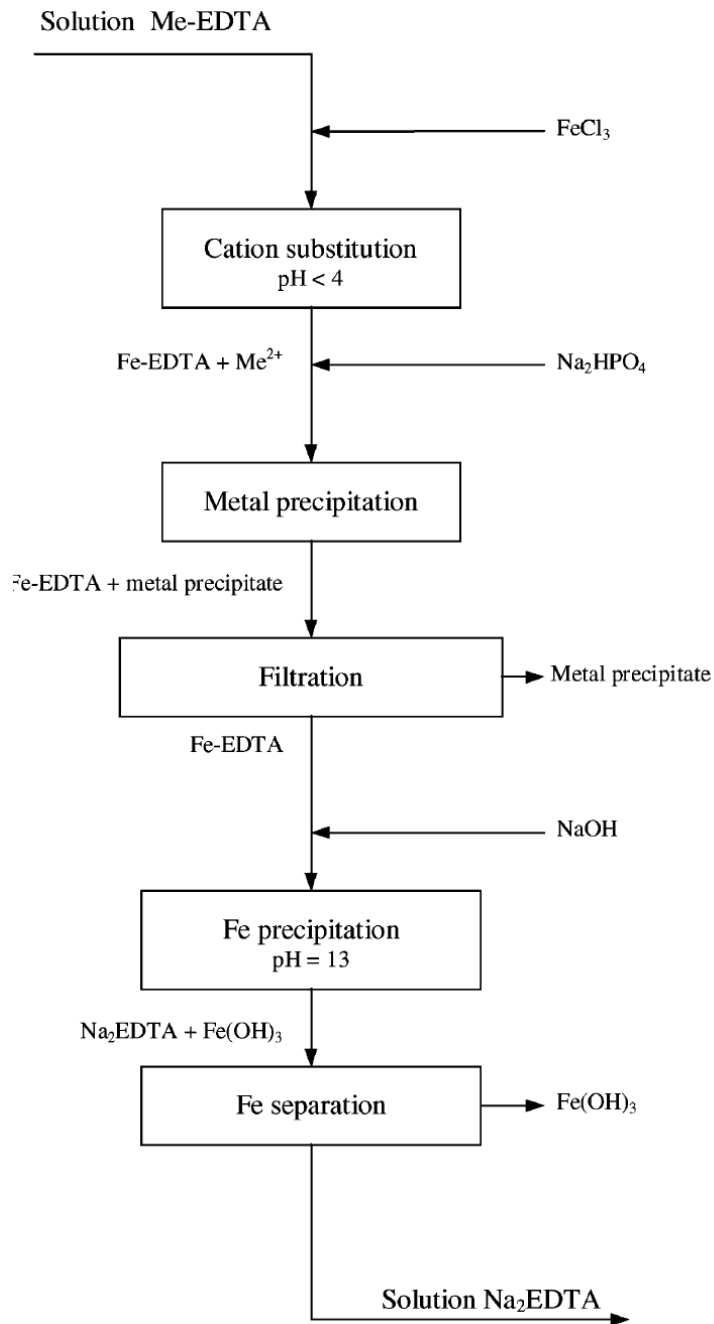 Solution Me-EDTA
FeCl₃
Cation substitution
pH < 4
Fe-EDTA + Me²⁺
Na₂HPO₄
Metal precipitation
Fe-EDTA + metal precipitate
Filtration
Metal precipitate
Fe-EDTA
NaOH
Fe precipitation
pH = 13
Na₂EDTA + Fe(OH)₃
Fe separation
Fe(OH)₃
Solution Na₂EDTA